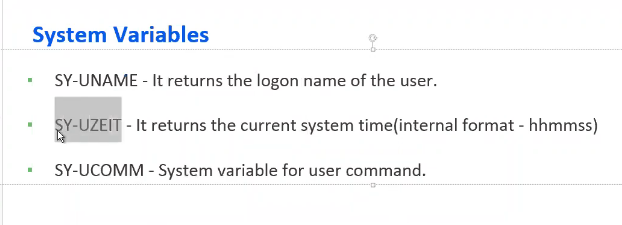 System Variables
SY-UNAME - It returns the logon name of the user.
SY-UZEIT - It returns the current system time(internal format - hhmmss)
SY-UCOMM - System variable for user command.